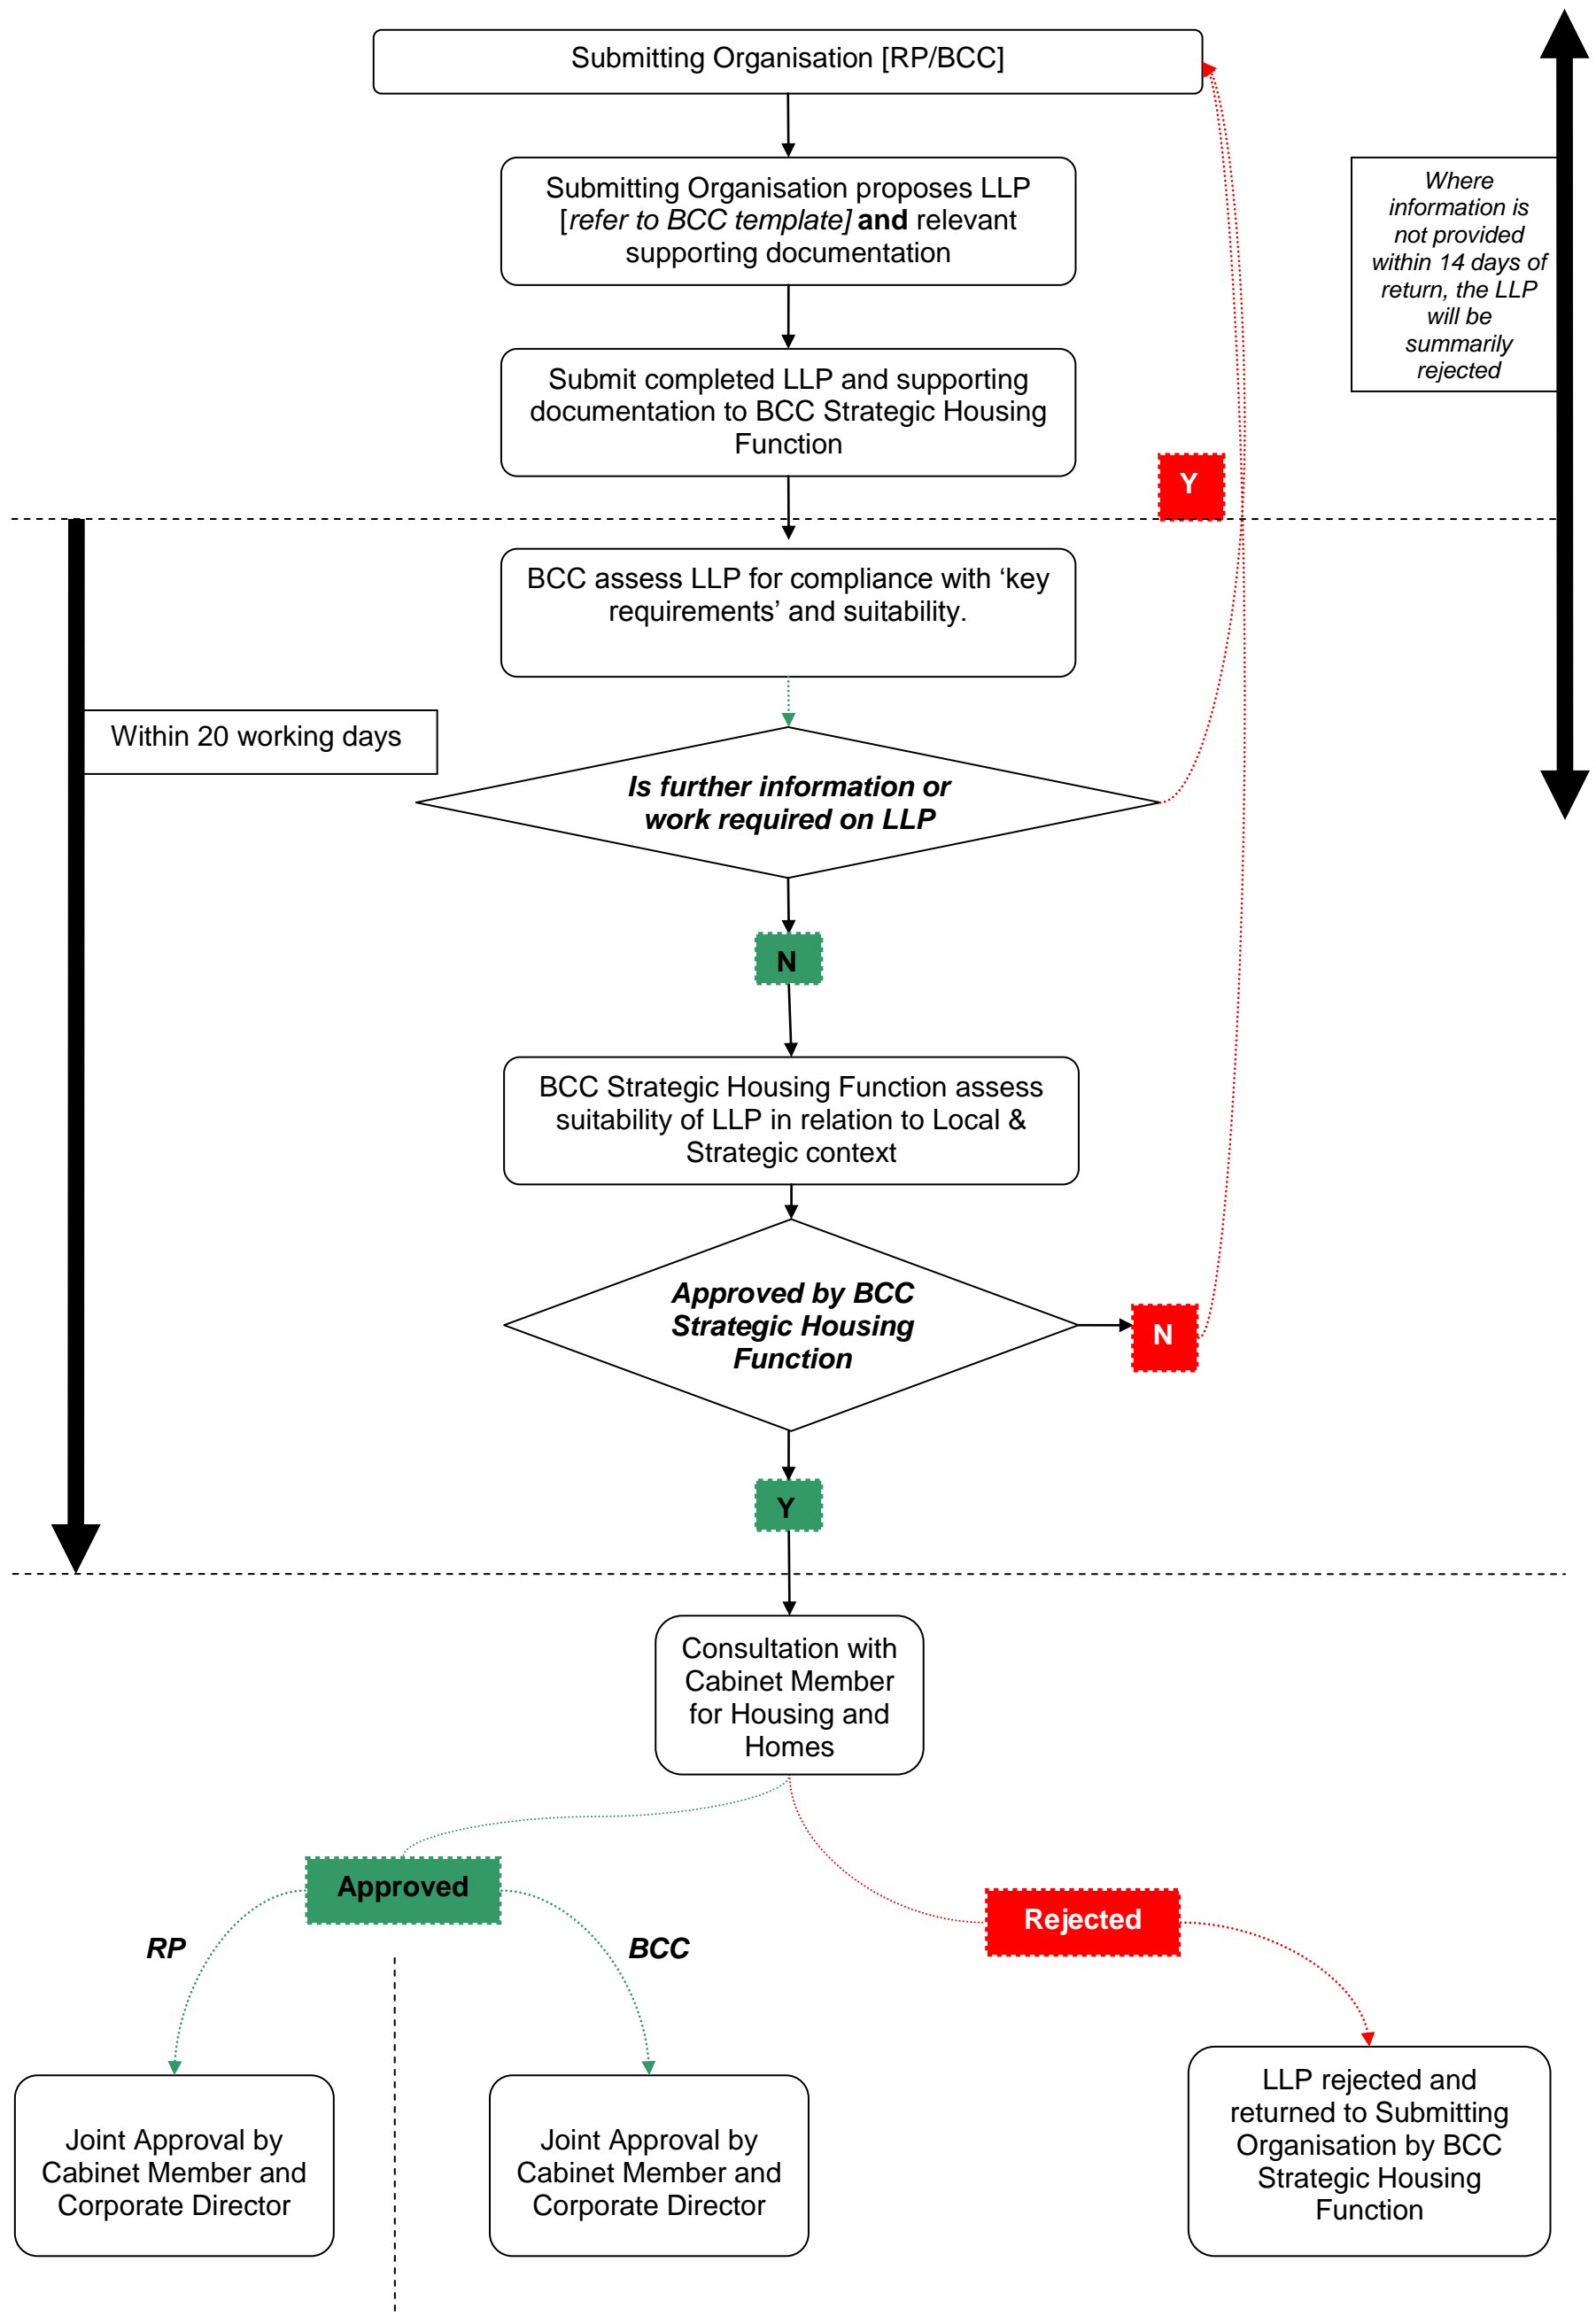 Submitting Organisation [RP/BCC]
Submitting Organisation proposes LLP
[refer to BCC template] and relevant
supporting documentation
Where
information is
not provided
within 14 days of
return, the LLP
will be
summarily
rejected
Submit completed LLP and supporting
documentation to BCC Strategic Housing
Function
Y
BCC assess LLP for compliance with ‘key
requirements’ and suitability.
Within 20 working days
Is further information or
work required on LLP
N
BCC Strategic Housing Function assess
suitability of LLP in relation to Local &
Strategic context
Approved by BCC
Strategic Housing
Function
N
Y
Consultation with
Cabinet Member
for Housing and
Homes
Approved
Rejected
RP
BCC
Joint Approval by
Cabinet Member and
Corporate Director
Joint Approval by
Cabinet Member and
Corporate Director
LLP rejected and
returned to Submitting
Organisation by BCC
Strategic Housing
Function